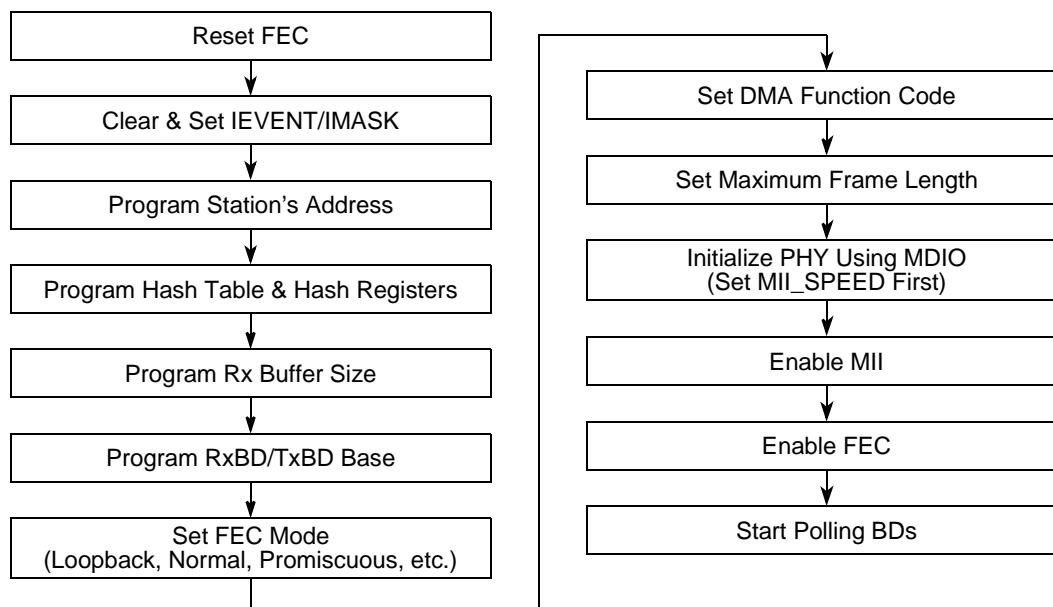 Reset FEC
Clear & Set IEVENT/IMASK
Program Station's Address
Program Hash Table & Hash Registers
Program Rx Buffer Size
Program RxBD/TxBD Base
Set FEC Mode
(Loopback, Normal, Promiscuous, etc.)
Set DMA Function Code
Set Maximum Frame Length
Initialize PHY Using MDIO
(Set MII_SPEED First)
Enable MII
Enable FEC
Start Polling BDs